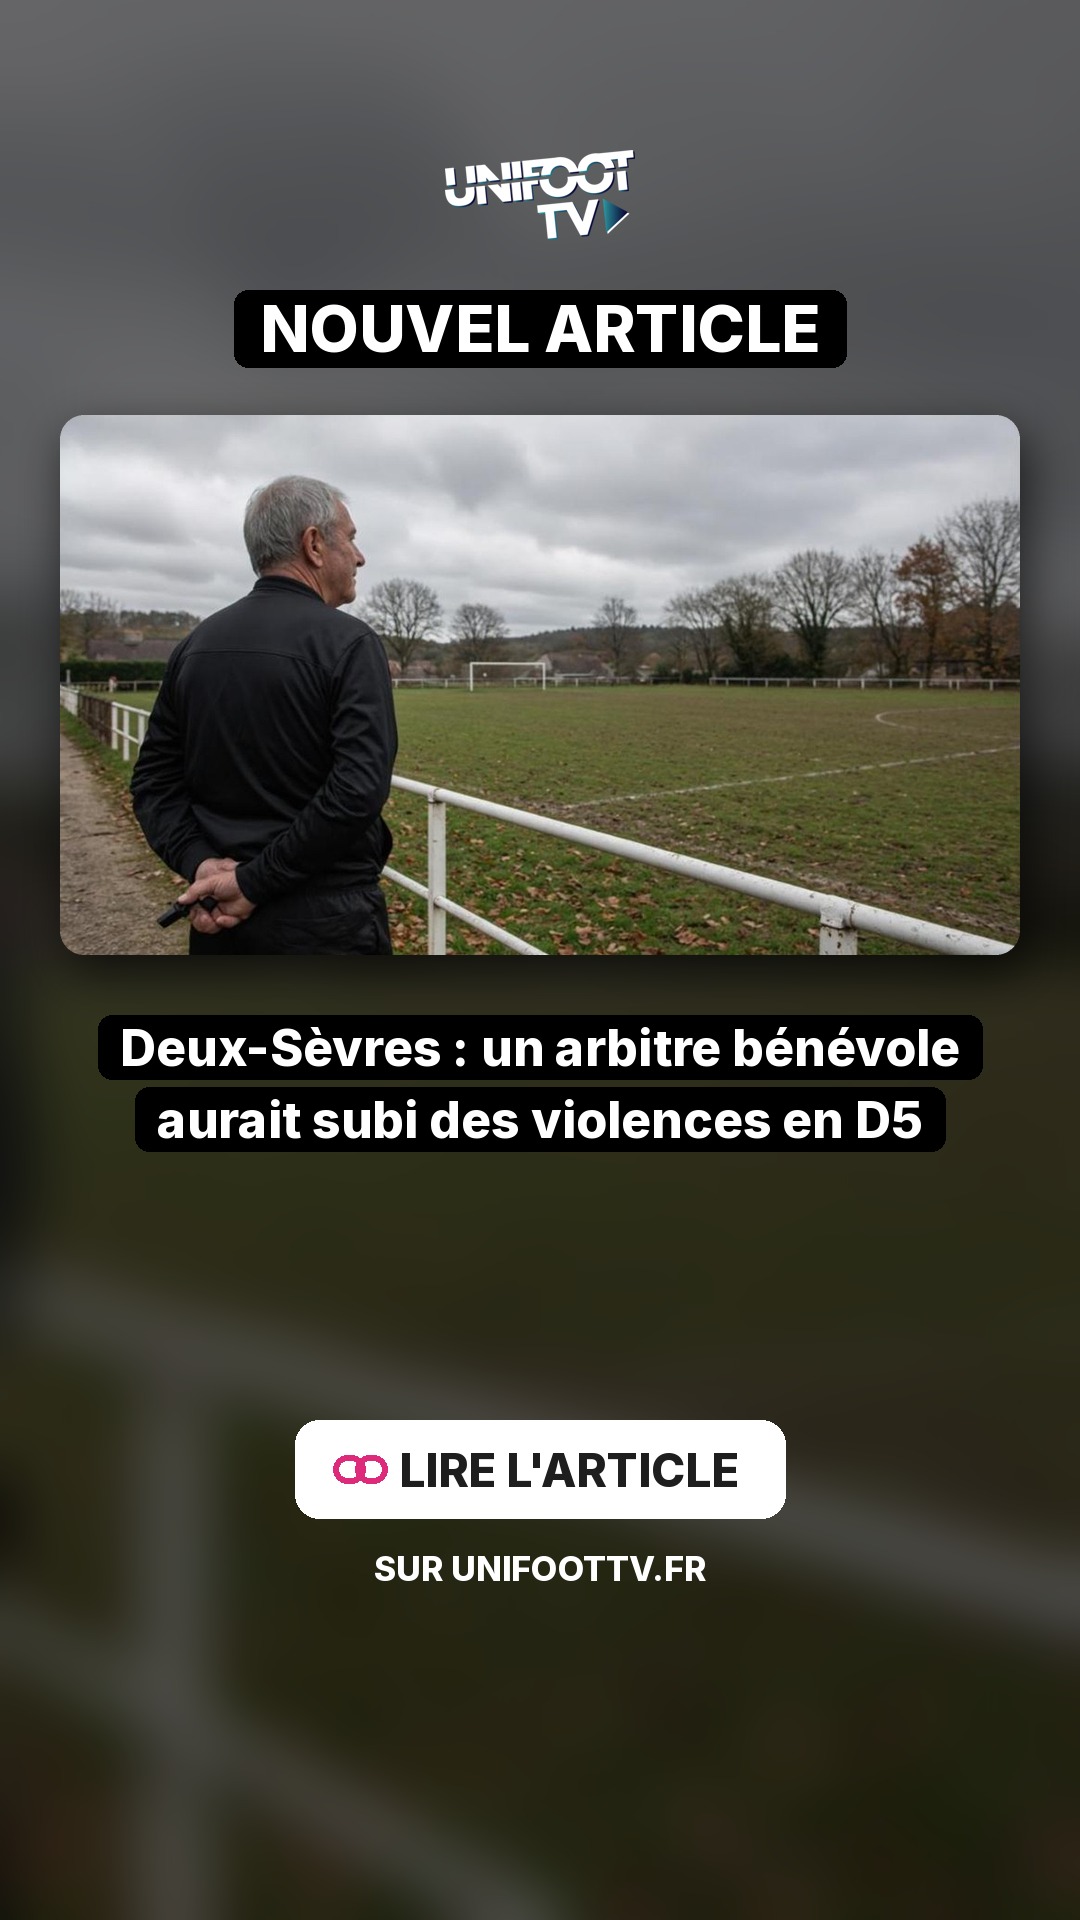 UNIFOOT
TV
NOUVEL ARTICLE
Deux-Sèvres : un arbitre bénévole
aurait subi des violences en D5
LIRE L'ARTICLE
SUR UNIFOOTTV.FR